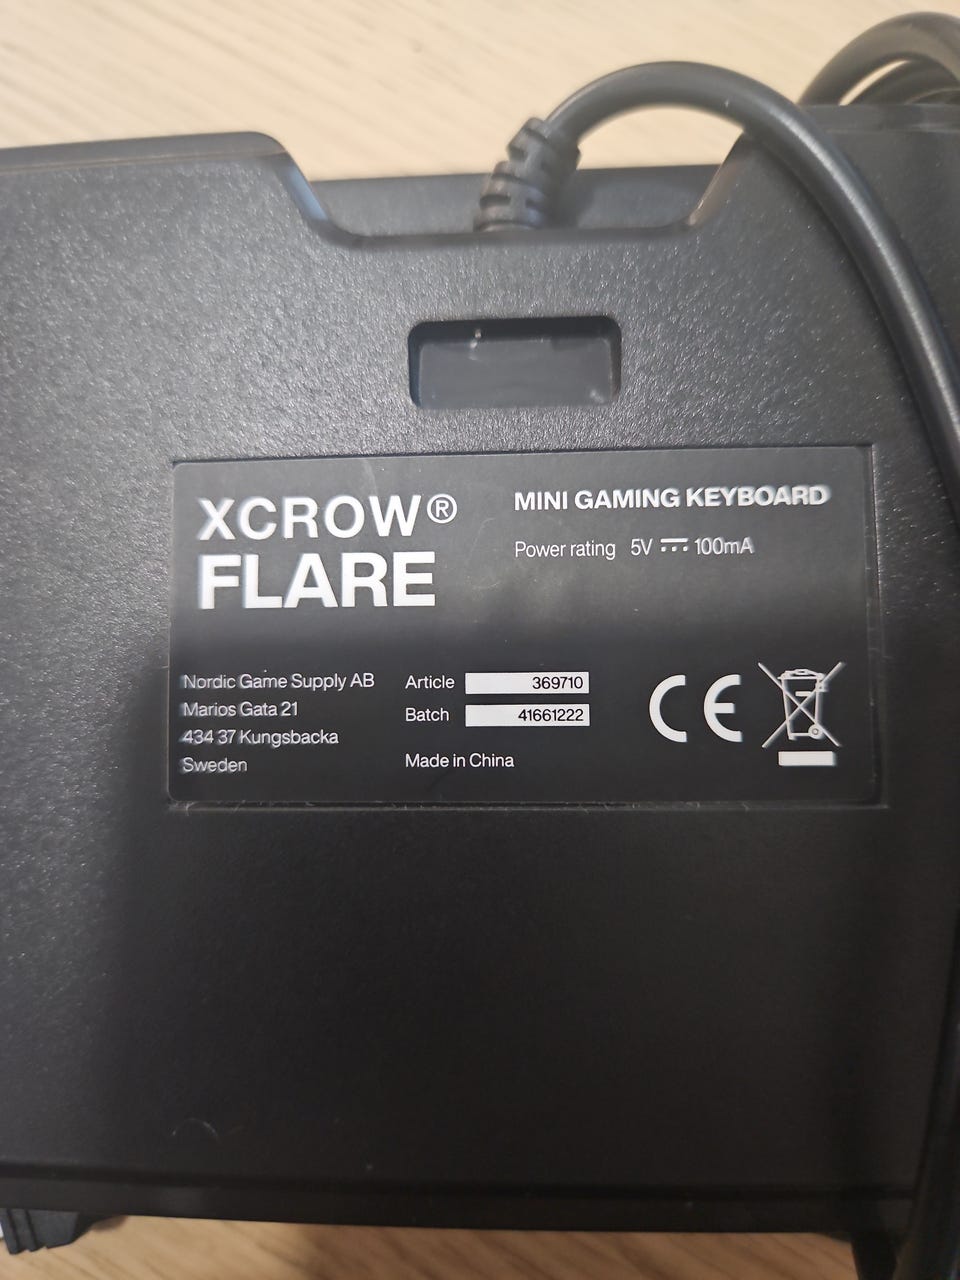 XCROW®
FLARE
MINI GAMING KEYBOARD
Power rating 5V ⎓ 100mA
Nordic Game Supply AB
Marios Gata 21
434 37 Kungsbacka
Sweden
Article 369710
Batch 41661222
Made in China
CE